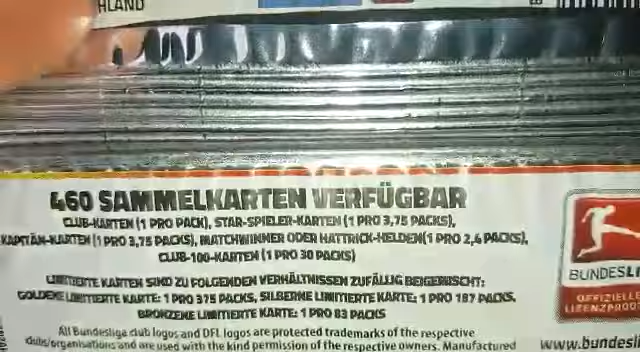 HLAND
460 SAMMELKARTEN VERFÜGBAR
CLUB-KARTEN (1 PRO PACK), STAR-SPIELER-KARTEN (1 PRO 3,75 PACKS),
KAPITÄN-KARTEN (1 PRO 3,75 PACKS), MATCHWINNER ODER HATTRICK-HELDEN(1 PRO 2,4 PACKS),
CLUB-100-KARTEN (1 PRO 30 PACKS)
LIMITIERTE KARTEN SIND ZU FOLGENDEN VERHÄLTNISSEN ZUFÄLLIG BEIGEMISCHT:
GOLDENE LIMITIERTE KARTE: 1 PRO 375 PACKS, SILBERNE LIMITIERTE KARTE: 1 PRO 187 PACKS,
BRONZENE LIMITIERTE KARTE: 1 PRO 83 PACKS
All Bundesliga club logos and DFL logos are protected trademarks of the respective
clubs/organisations and are used with the kind permission of the respective owners. Manufactured
BUNDESLI
OFFIZIELLE
LIZENZPROD
www.bundesli